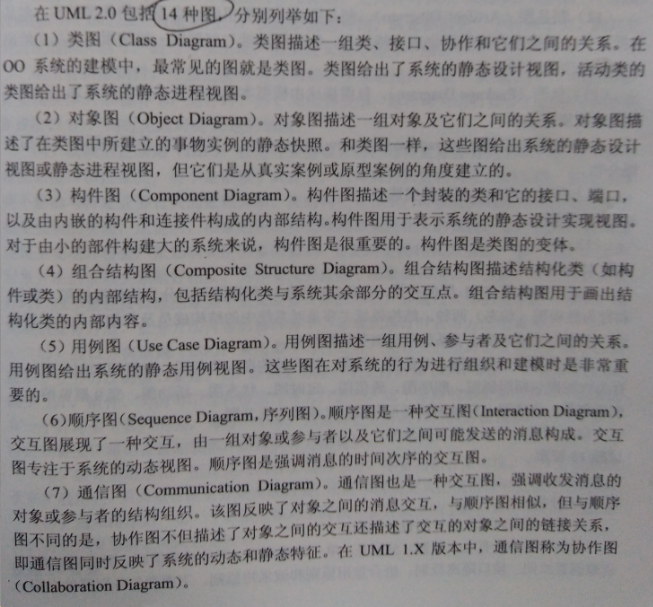 在 UML 2.0 包括 14 种图，分别列举如下：
（1）类图（Class Diagram）。类图描述一组类、接口、协作和它们之间的关系。在
OO 系统的建模中，最常见的图就是类图。类图给出了系统的静态设计视图，活动类的
类图给出了系统的静态进程视图。
（2）对象图（Object Diagram）。对象图描述一组对象及它们之间的关系。对象图描
述了在类图中所建立的事物实例的静态快照。和类图一样，这些图给出系统的静态设计
视图或静态进程视图，但它们是从真实案例或原型案例的角度建立的。
（3）构件图（Component Diagram）。构件图描述一个封装的类和它的接口、端口，
以及由内嵌的构件和连接件构成的内部结构。构件图用于表示系统的静态设计实现视图。
对于由小的部件构建大的系统来说，构件图是很重要的。构件图是类图的变体。
（4）组合结构图（Composite Structure Diagram）。组合结构图描述结构化类（如构
件或类）的内部结构，包括结构化类与系统其余部分的交互点。组合结构图用于画出结
构化类的内部内容。
（5）用例图（Use Case Diagram）。用例图描述一组用例、参与者及它们之间的关系。
用例图给出系统的静态用例视图。这些图在对系统的行为进行组织和建模时是非常重
要的。
（6）顺序图（Sequence Diagram，序列图）。顺序图是一种交互图（Interaction Diagram），
交互图展现了一种交互，由一组对象或参与者以及它们之间可能发送的消息构成。交互
图专注于系统的动态视图。顺序图是强调消息的时间次序的交互图。
（7）通信图（Communication Diagram）。通信图也是一种交互图，强调收发消息的
对象或参与者的结构组织。该图反映了对象之间的消息交互，与顺序图相似，但与顺序
图不同的是，协作图不但描述了对象之间的交互还描述了交互的对象之间的链接关系，
即通信图同时反映了系统的动态和静态特征。在 UML 1.X 版本中，通信图称为协作图
（Collaboration Diagram）。